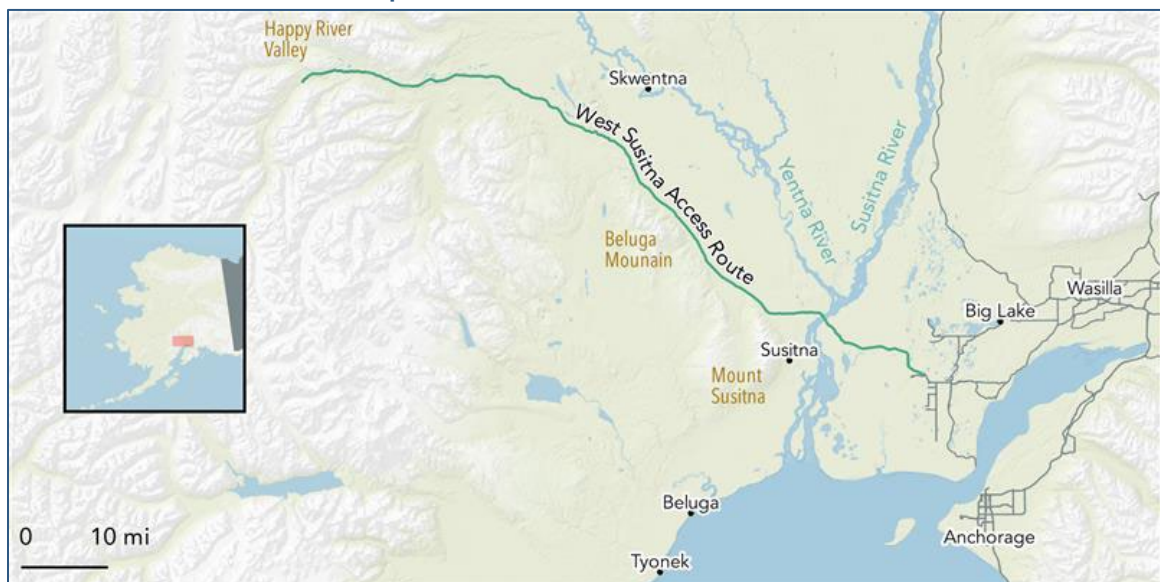 Happy River
Valley
Skwentna
West Susitna Access Route
Yentna River
Susitna River
Beluga
Mounain
Wasilla
Big Lake
Susitna
Mount
Susitna
Beluga
Anchorage
Tyonek
0 10 mi